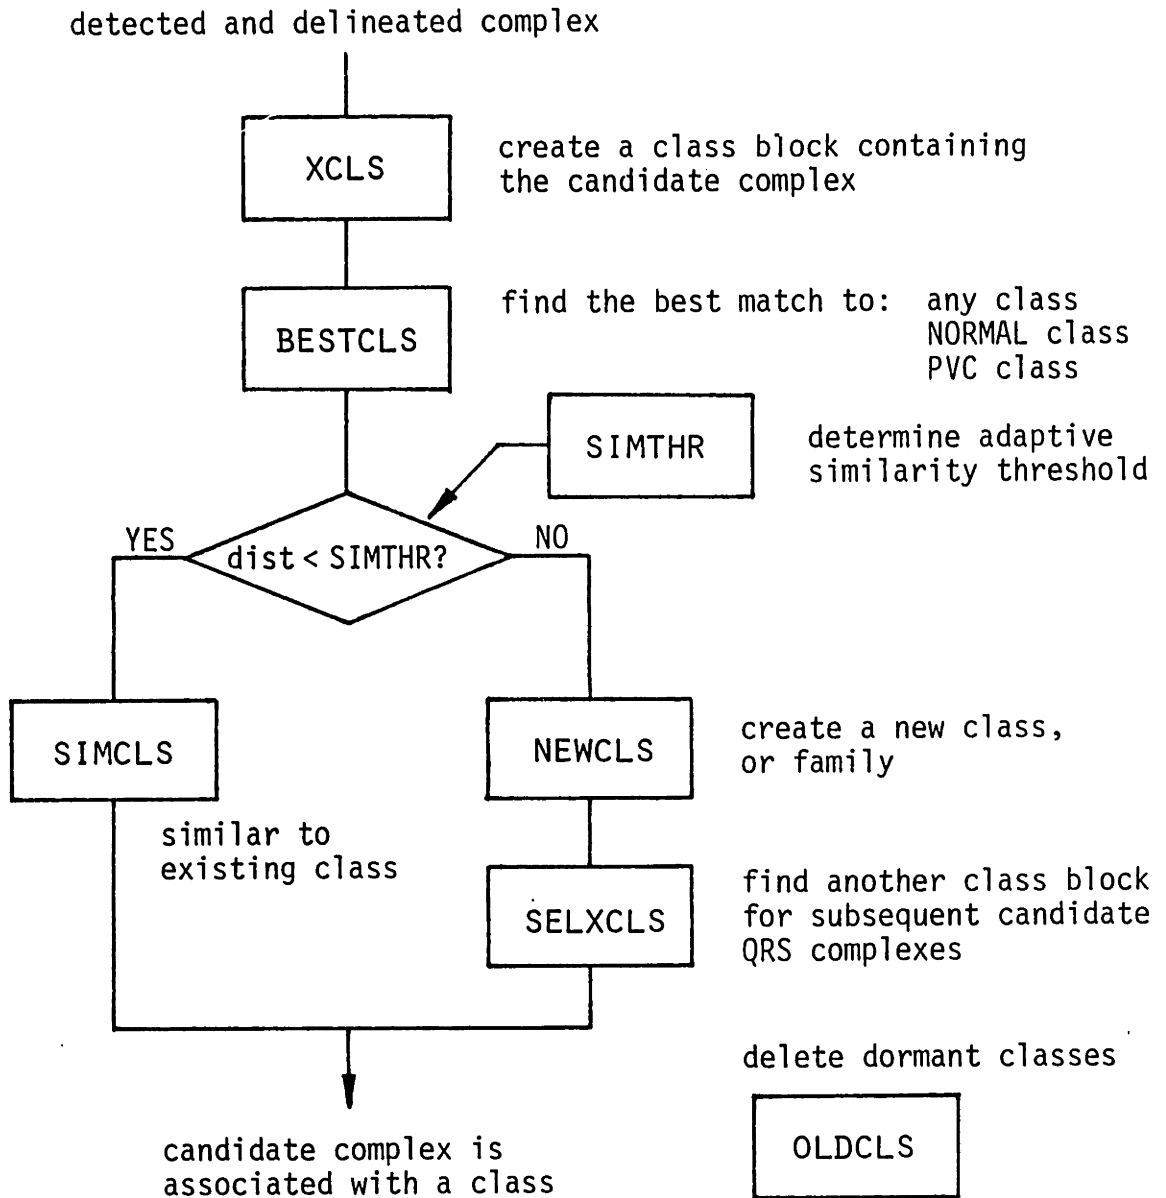 detected and delineated complex
XCLS
create a class block containing
the candidate complex
BESTCLS
find the best match to: any class
NORMAL class
PVC class
SIMTHR
determine adaptive
similarity threshold
YES
dist < SIMTHR?
NO
SIMCLS
similar to
existing class
NEWCLS
create a new class,
or family
SELXCLS
find another class block
for subsequent candidate
QRS complexes
delete dormant classes
OLDCLS
candidate complex is
associated with a class